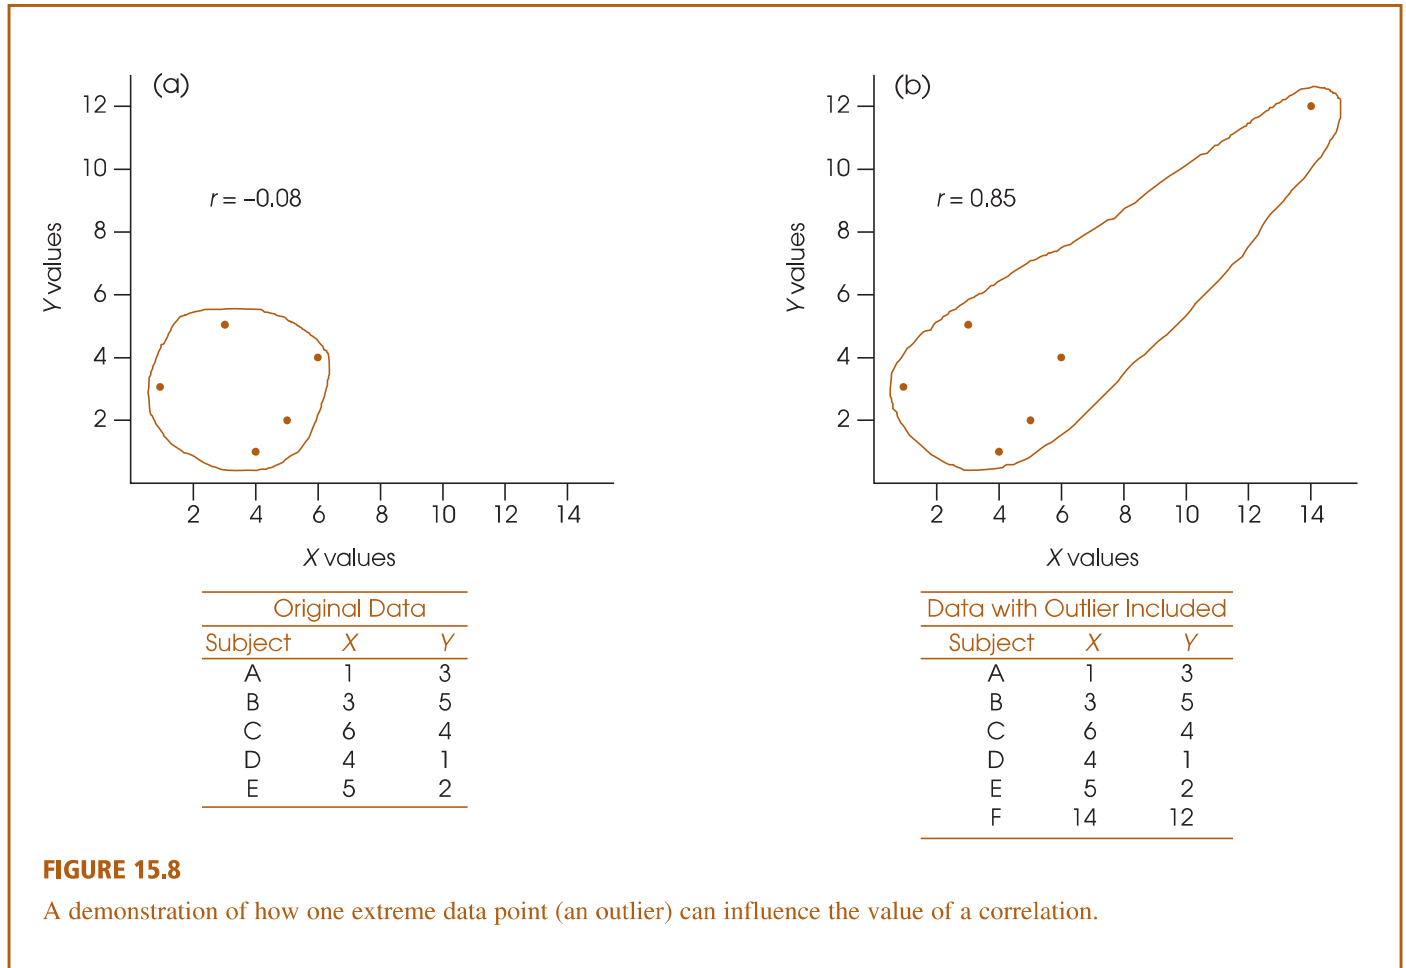 (a)
12
10
8
6
4
2
r = –0.08
Y values
2 4 6 8 10 12 14
X values
Original Data
Subject X Y
A 1 3
B 3 5
C 6 4
D 4 1
E 5 2
(b)
12
10
8
6
4
2
r = 0.85
Y values
2 4 6 8 10 12 14
X values
Data with Outlier Included
Subject X Y
A 1 3
B 3 5
C 6 4
D 4 1
E 5 2
F 14 12
FIGURE 15.8
A demonstration of how one extreme data point (an outlier) can influence the value of a correlation.